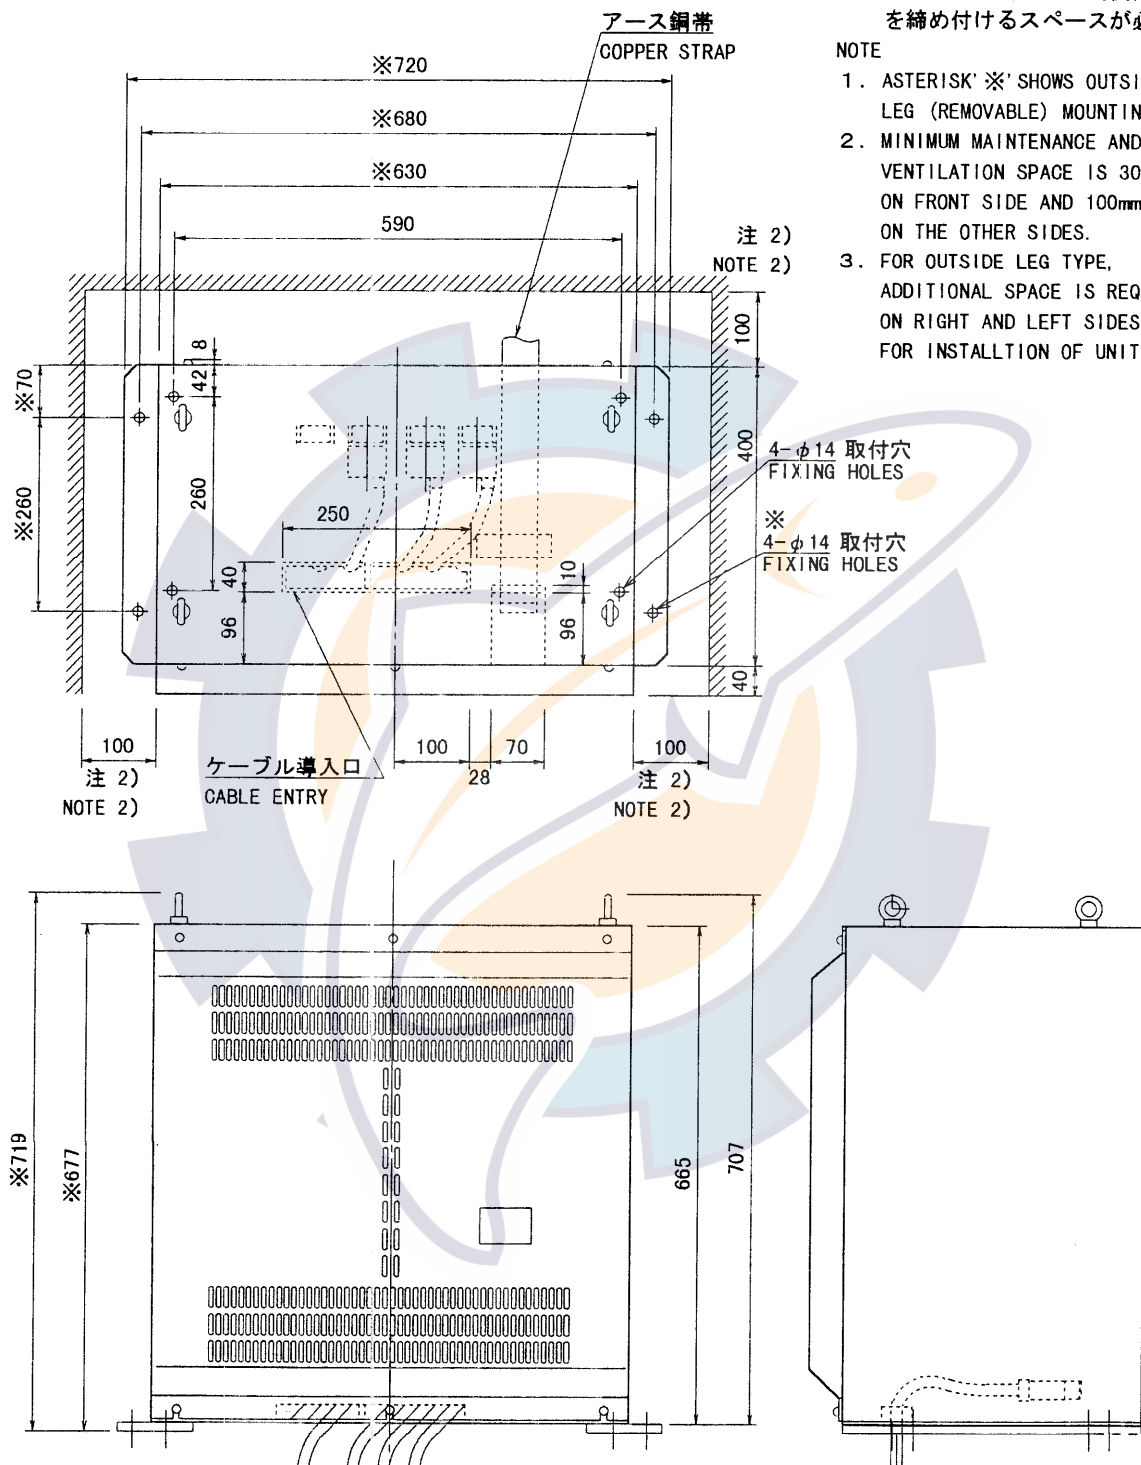 を締め付けるスペースが
NOTE
1. ASTERISK'※'SHOWS OUTSI
LEG (REMOVABLE) MOUNTIN
2. MINIMUM MAINTENANCE AND
VENTILATION SPACE IS 30
ON FRONT SIDE AND 100mm
ON THE OTHER SIDES.
3. FOR OUTSIDE LEG TYPE,
ADDITIONAL SPACE IS REQ
ON RIGHT AND LEFT SIDES
FOR INSTALLTION OF UNIT
アース銅帯
COPPER STRAP
※720
※680
※630
590
注 2)
NOTE 2)
100
8
42
※70
※260
260
250
40
96
10
96
400
40
4-φ14 取付穴
FIXING HOLES
※
4-φ14 取付穴
FIXING HOLES
100
注 2)
NOTE 2)
ケーブル導入口
CABLE ENTRY
100
28
70
100
注 2)
NOTE 2)
※719
※677
665
707